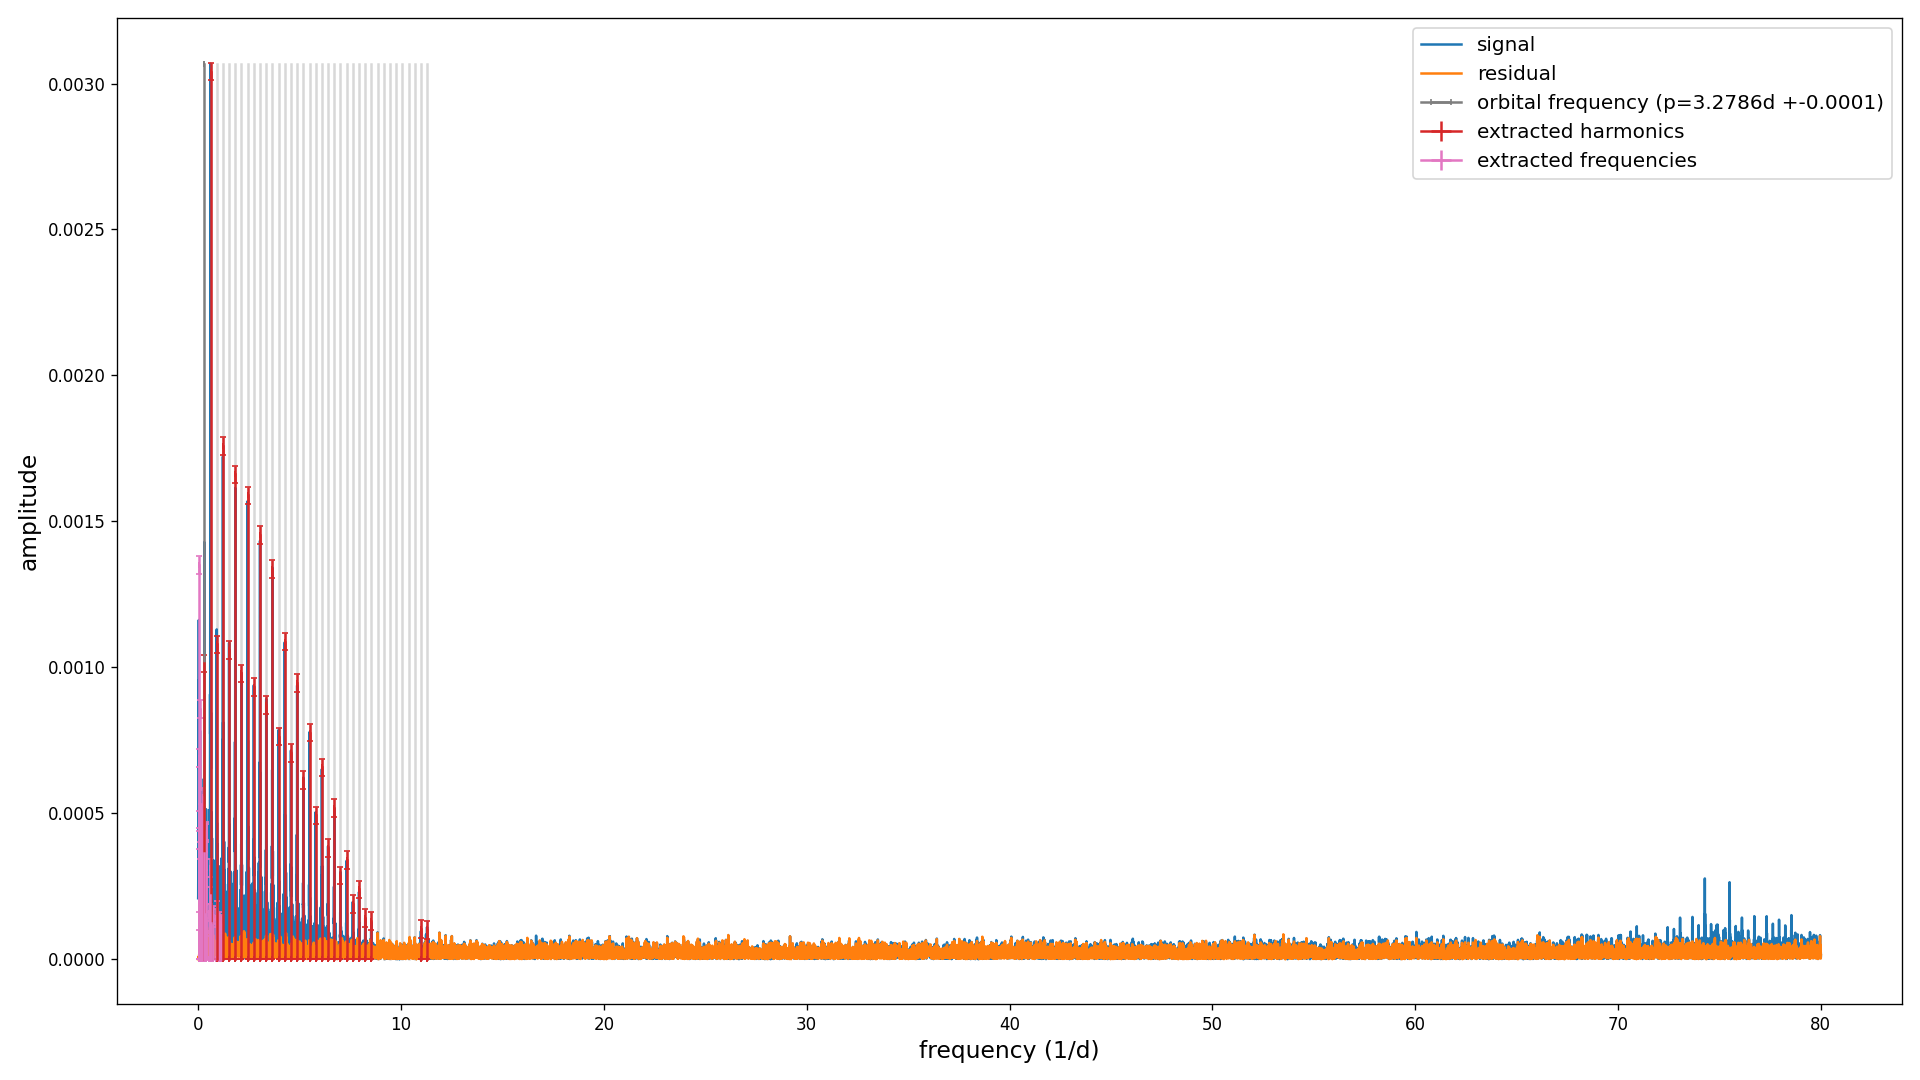 signal
residual
orbital frequency (p=3.2786d +-0.0001)
extracted harmonics
extracted frequencies
0.0030
0.0025
0.0020
0.0015
0.0010
0.0005
0.0000
amplitude
0 10 20 30 40 50 60 70 80
frequency (1/d)